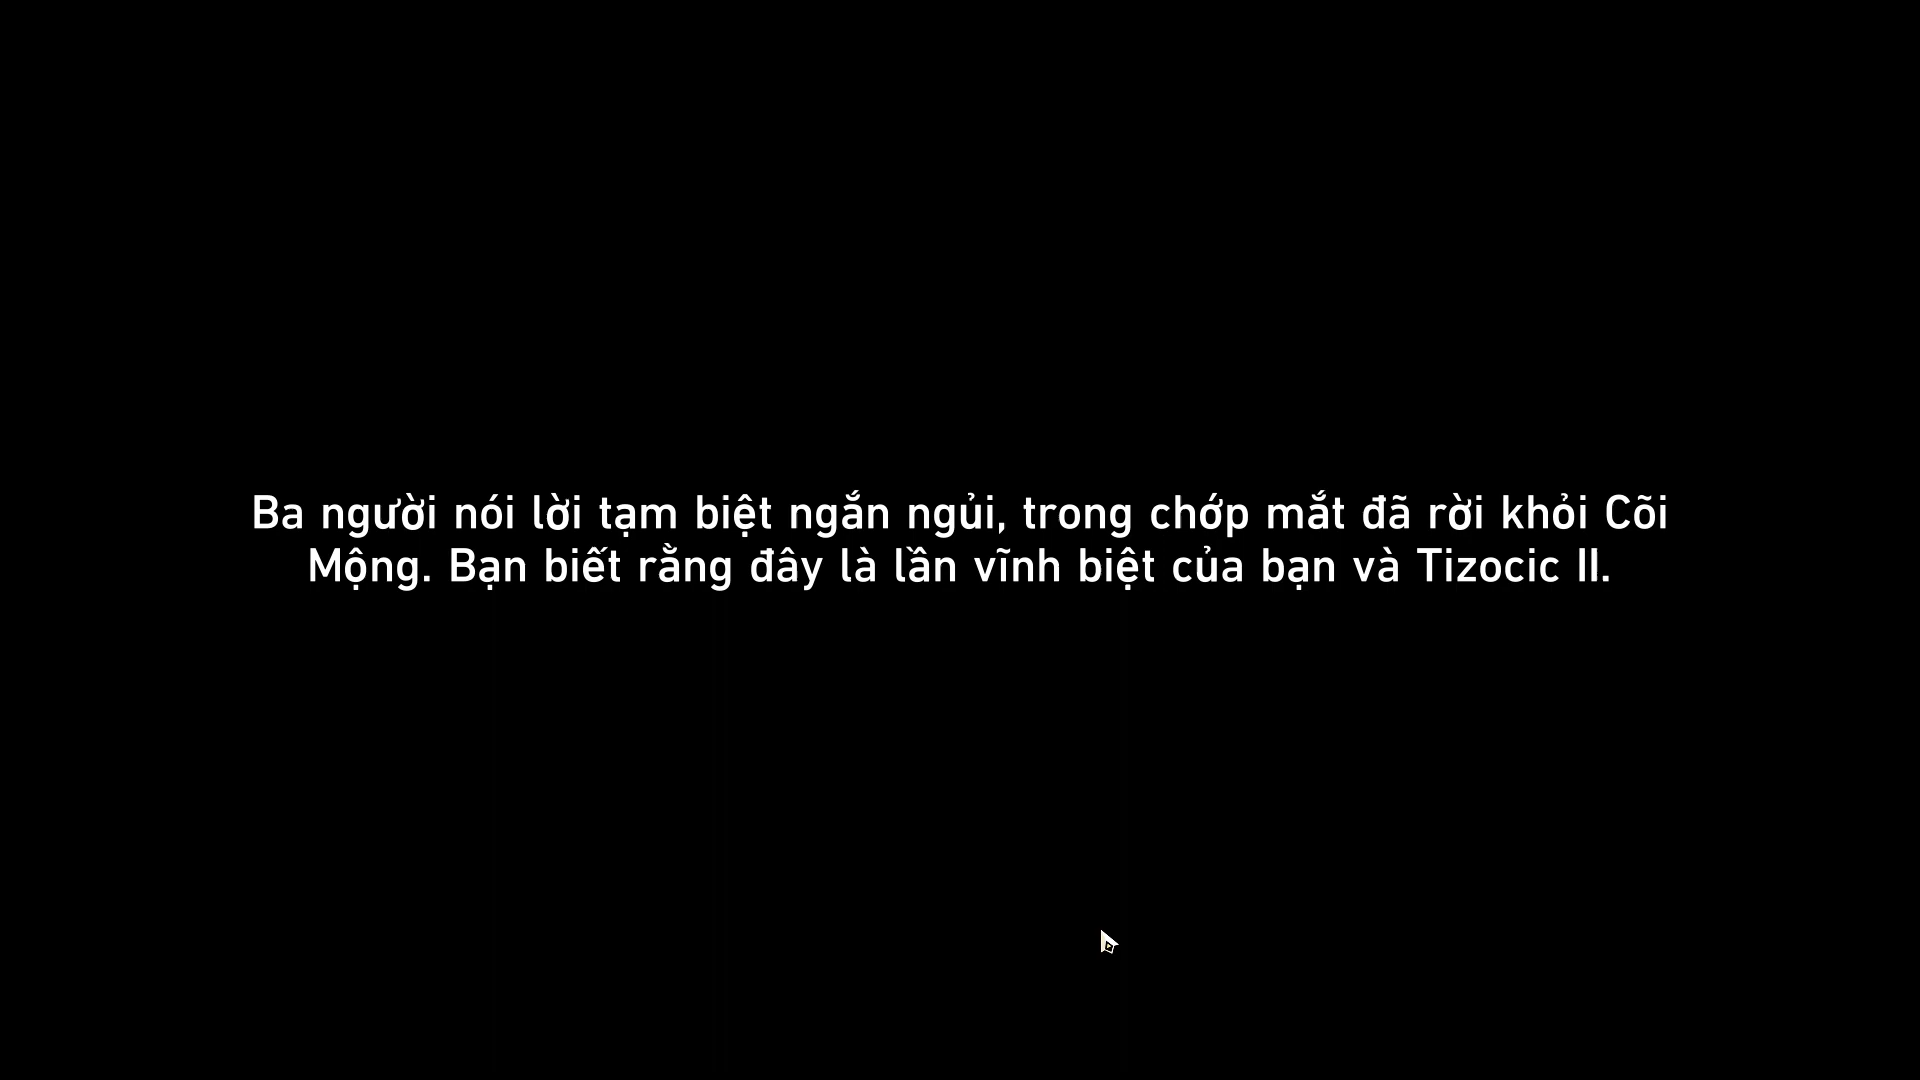 Ba người nói lời tạm biệt ngắn ngủi, trong chớp mắt đã rời khỏi Cõi
Mộng. Bạn biết rằng đây là lần vĩnh biệt của bạn và Tizocic II.